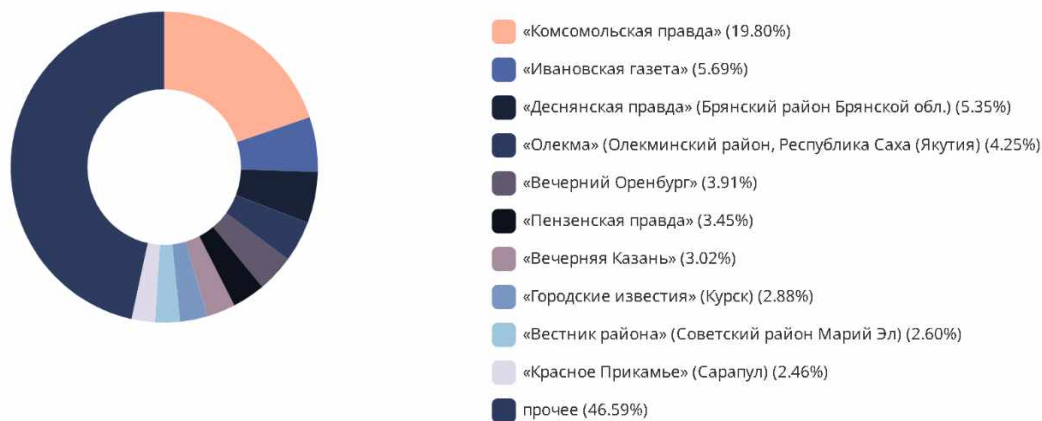 «Комсомольская правда» (19.80%)
«Ивановская газета» (5.69%)
«Деснянская правда» (Брянский район Брянской обл.) (5.35%)
«Олекма» (Олекминский район, Республика Саха (Якутия) (4.25%)
«Вечерний Оренбург» (3.91%)
«Пензенская правда» (3.45%)
«Вечерняя Казань» (3.02%)
«Городские известия» (Курск) (2.88%)
«Вестник района» (Советский район Марий Эл) (2.60%)
«Красное Прикамье» (Сарапул) (2.46%)
прочее (46.59%)